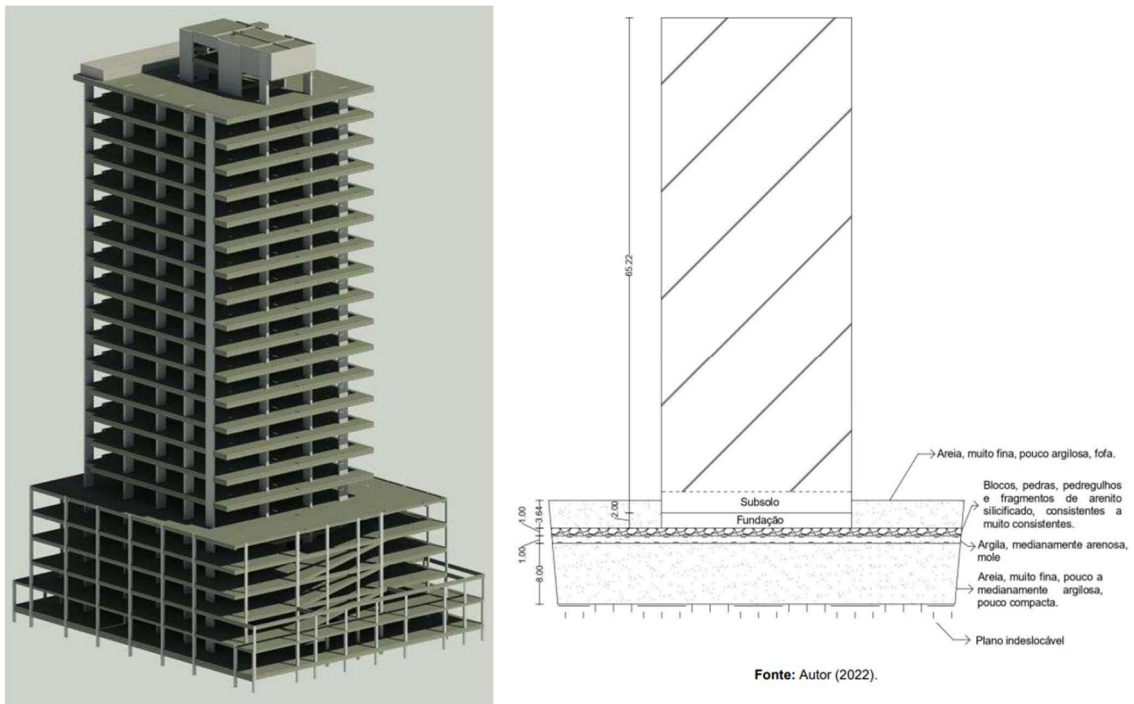 65.22
Areia, muito fina, pouco argilosa, fofa.
Blocos, pedras, pedregulhos
e fragmentos de arenito
silicificado, consistentes a
muito consistentes.
Subsolo
Fundação
2.00
1.00
3.64
1.00
8.00
Argila, medianamente arenosa,
mole
Areia, muito fina, pouco a
medianamente argilosa,
pouco compacta.
Plano indeslocável
Fonte: Autor (2022).